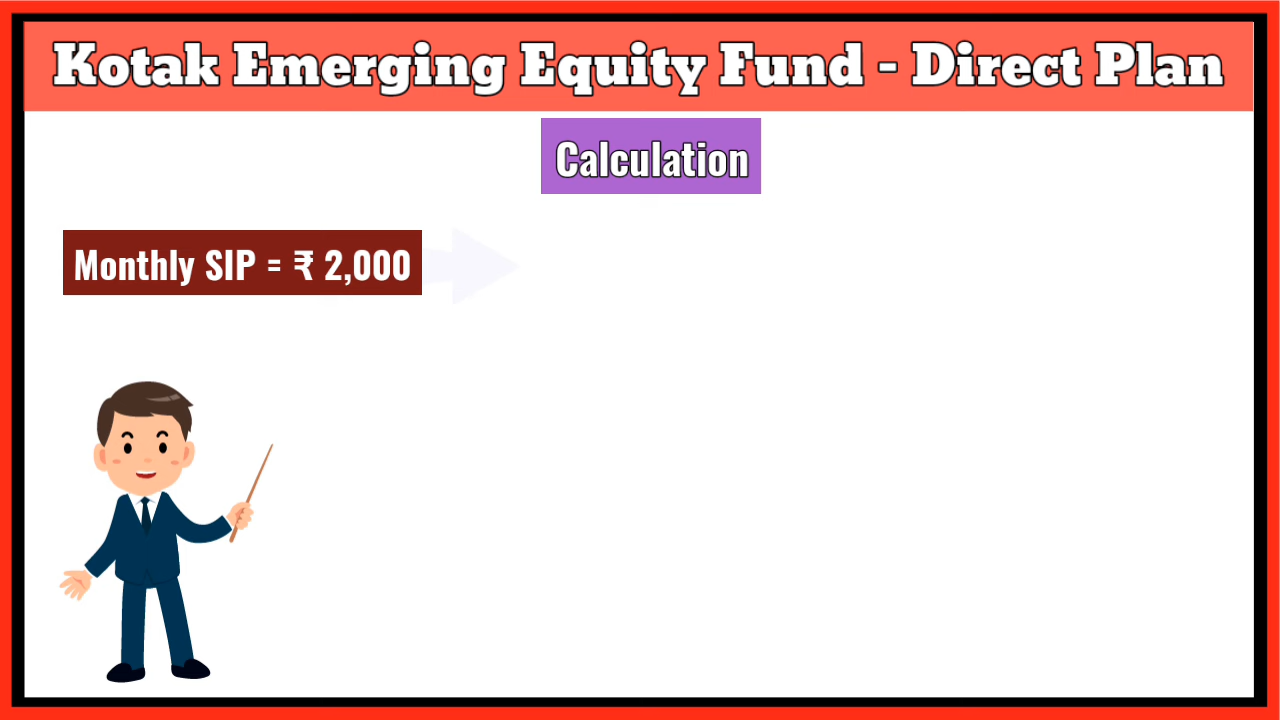 Kotak Emerging Equity Fund - Direct Plan
Calculation
Monthly SIP = ₹ 2,000